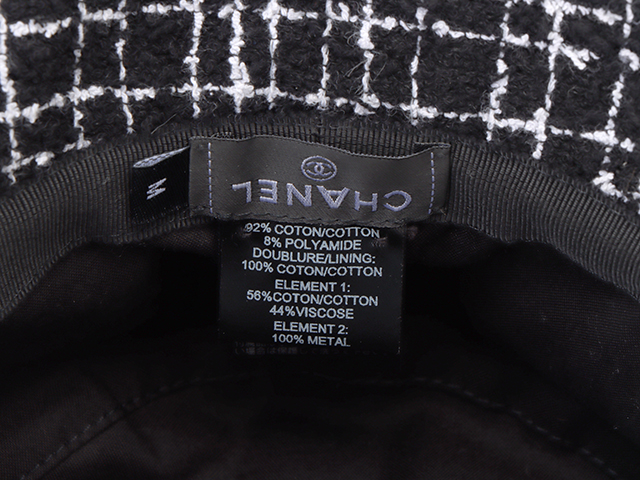 CHANEL
M
92% COTON/COTTON
8% POLYAMIDE
DOUBLURE/LINING:
100% COTON/COTTON
ELEMENT 1:
56%COTON/COTTON
44%VISCOSE
ELEMENT 2:
100% METAL